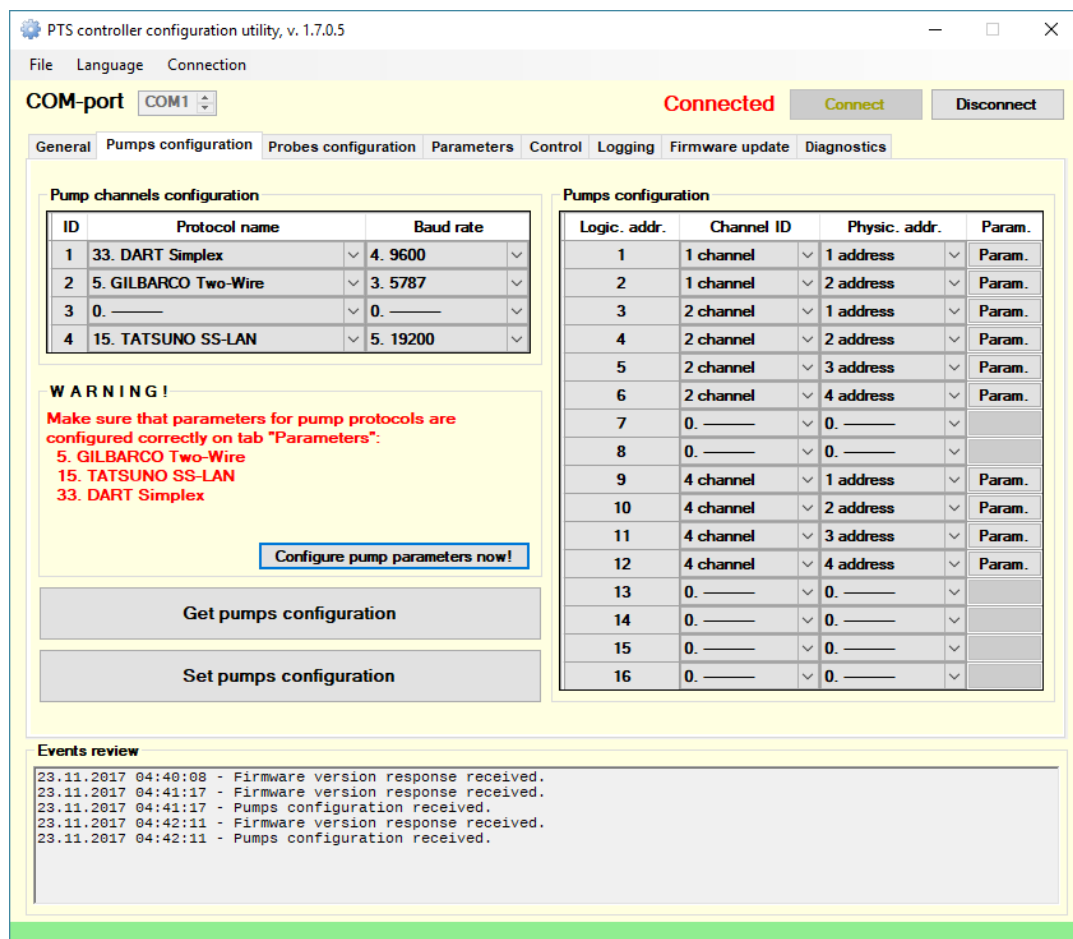 PTS controller configuration utility, v. 1.7.0.5
File Language Connection
COM-port COM1 Connected Connect Disconnect
General Pumps configuration Probes configuration Parameters Control Logging Firmware update Diagnostics
Pump channels configuration
ID Protocol name Baud rate
1 33. DART Simplex 4. 9600
2 5. GILBARCO Two-Wire 3. 5787
3 0. ——— 0. ———
4 15. TATSUNO SS-LAN 5. 19200
W A R N I N G !
Make sure that parameters for pump protocols are
configured correctly on tab "Parameters":
5. GILBARCO Two-Wire
15. TATSUNO SS-LAN
33. DART Simplex
Configure pump parameters now!
Get pumps configuration
Set pumps configuration
Pumps configuration
Logic. addr. Channel ID Physic. addr. Param.
1 1 channel 1 address Param.
2 1 channel 2 address Param.
3 2 channel 1 address Param.
4 2 channel 2 address Param.
5 2 channel 3 address Param.
6 2 channel 4 address Param.
7 0. ——— 0. ———
8 0. ——— 0. ———
9 4 channel 1 address Param.
10 4 channel 2 address Param.
11 4 channel 3 address Param.
12 4 channel 4 address Param.
13 0. ——— 0. ———
14 0. ——— 0. ———
15 0. ——— 0. ———
16 0. ——— 0. ———
Events review
23.11.2017 04:40:08 - Firmware version response received.
23.11.2017 04:41:17 - Firmware version response received.
23.11.2017 04:41:17 - Pumps configuration received.
23.11.2017 04:42:11 - Firmware version response received.
23.11.2017 04:42:11 - Pumps configuration received.